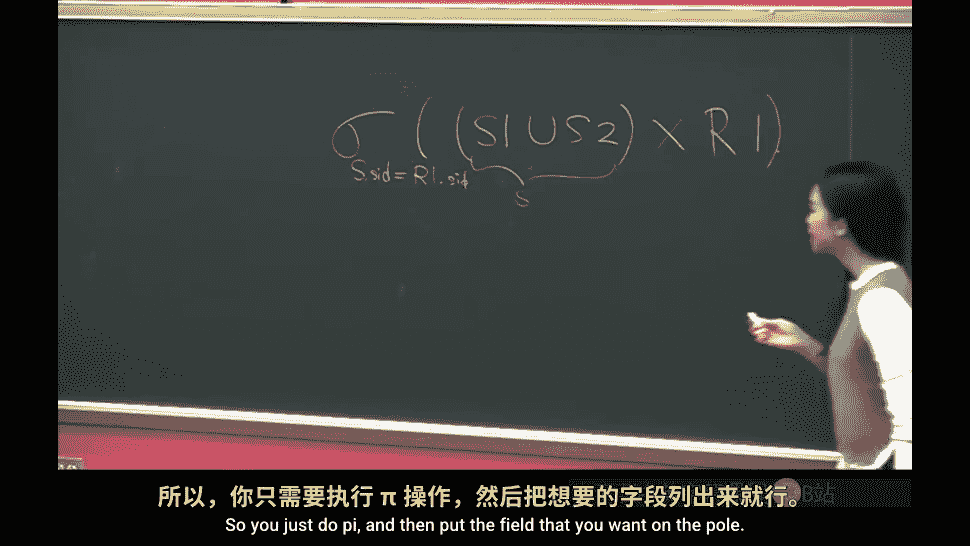 σ ( (S1 ∪ S2) × R1 )
S.sid = R1.sid
S
所以，你只需要执行 π 操作，然后把想要的字段列出来就行。
So you just do pi, and then put the field that you want on the pole.
B站